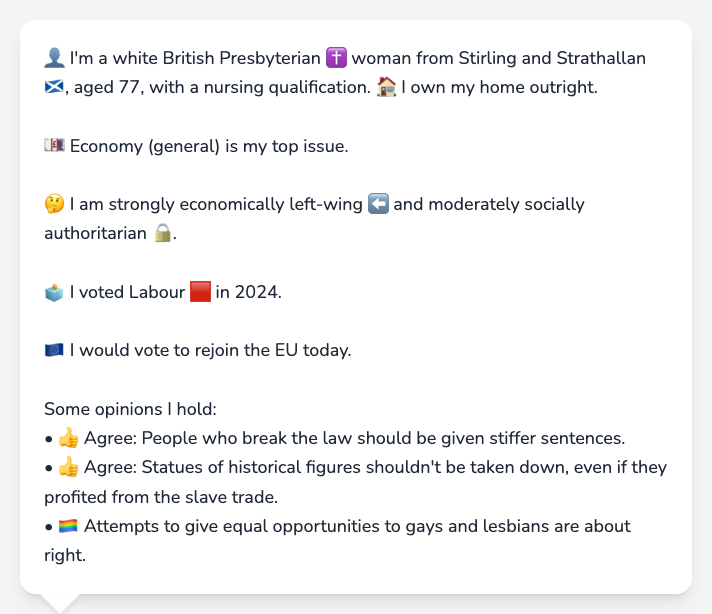 👤 I'm a white British Presbyterian ✝️ woman from Stirling and Strathallan
🏴󠁧󠁢󠁳󠁣󠁴󠁿, aged 77, with a nursing qualification. 🏠 I own my home outright.
💷 Economy (general) is my top issue.
🤔 I am strongly economically left-wing ⬅️ and moderately socially
authoritarian 🔒.
🗳️ I voted Labour 🟥 in 2024.
🇪🇺 I would vote to rejoin the EU today.
Some opinions I hold:
• 👍 Agree: People who break the law should be given stiffer sentences.
• 👍 Agree: Statues of historical figures shouldn't be taken down, even if they
profited from the slave trade.
• 🏳️‍🌈 Attempts to give equal opportunities to gays and lesbians are about
right.